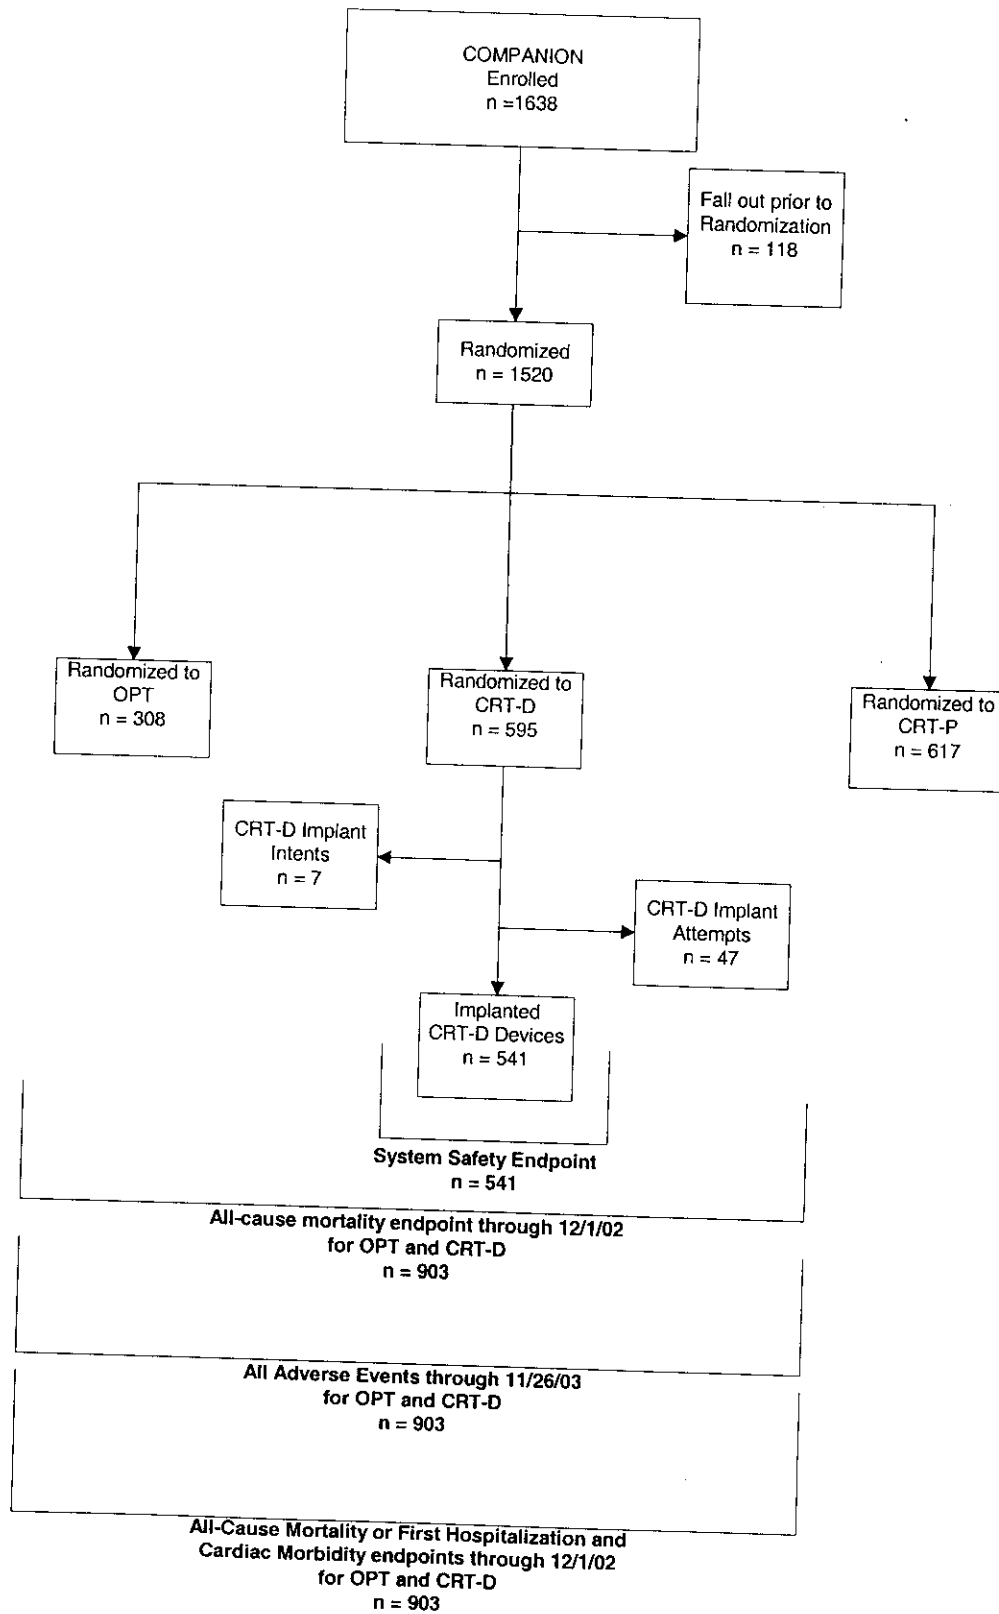 COMPANION
Enrolled
n =1638
Fall out prior to
Randomization
n = 118
Randomized
n = 1520
Randomized to
OPT
n = 308
Randomized to
CRT-D
n = 595
Randomized to
CRT-P
n = 617
CRT-D Implant
Intents
n = 7
CRT-D Implant
Attempts
n = 47
Implanted
CRT-D Devices
n = 541
System Safety Endpoint
n = 541
All-cause mortality endpoint through 12/1/02
for OPT and CRT-D
n = 903
All Adverse Events through 11/26/03
for OPT and CRT-D
n = 903
All-Cause Mortality or First Hospitalization and
Cardiac Morbidity endpoints through 12/1/02
for OPT and CRT-D
n = 903